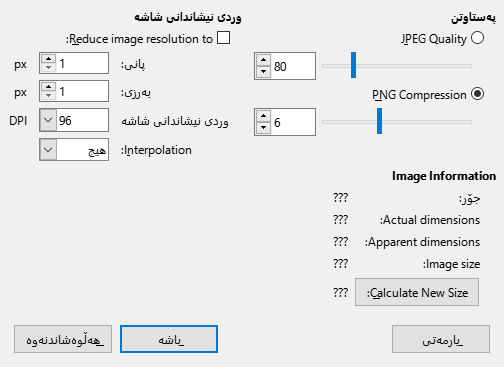 پەستاوتن
JPEG Quality
80
PNG Compression
6
وردی نیشاندانی شاشە
Reduce image resolution to:
پانی: 1 px
بەرزی: 1 px
وردی نیشاندانی شاشە 96 DPI
Interpolation: هیچ
Image Information
جۆر: ???
Actual dimensions: ???
Apparent dimensions: ???
Image size: ???
Calculate New Size: ???
یارمەتی
باشە
هەڵوەشاندنەوە